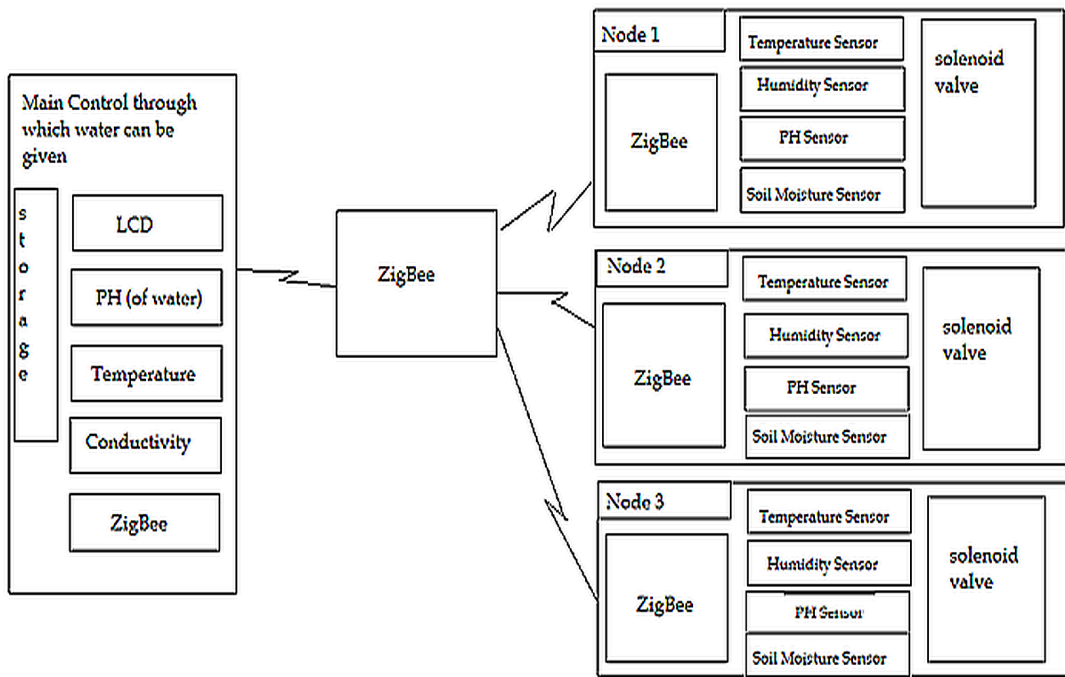 Main Control through
which water can be
given
storage
LCD
PH (of water)
Temperature
Conductivity
ZigBee
ZigBee
Node 1
ZigBee
Temperature Sensor
Humidity Sensor
PH Sensor
Soil Moisture Sensor
solenoid
valve
Node 2
ZigBee
Temperature Sensor
Humidity Sensor
PH Sensor
Soil Moisture Sensor
solenoid
valve
Node 3
ZigBee
Temperature Sensor
Humidity Sensor
PH Sensor
Soil Moisture Sensor
solenoid
valve